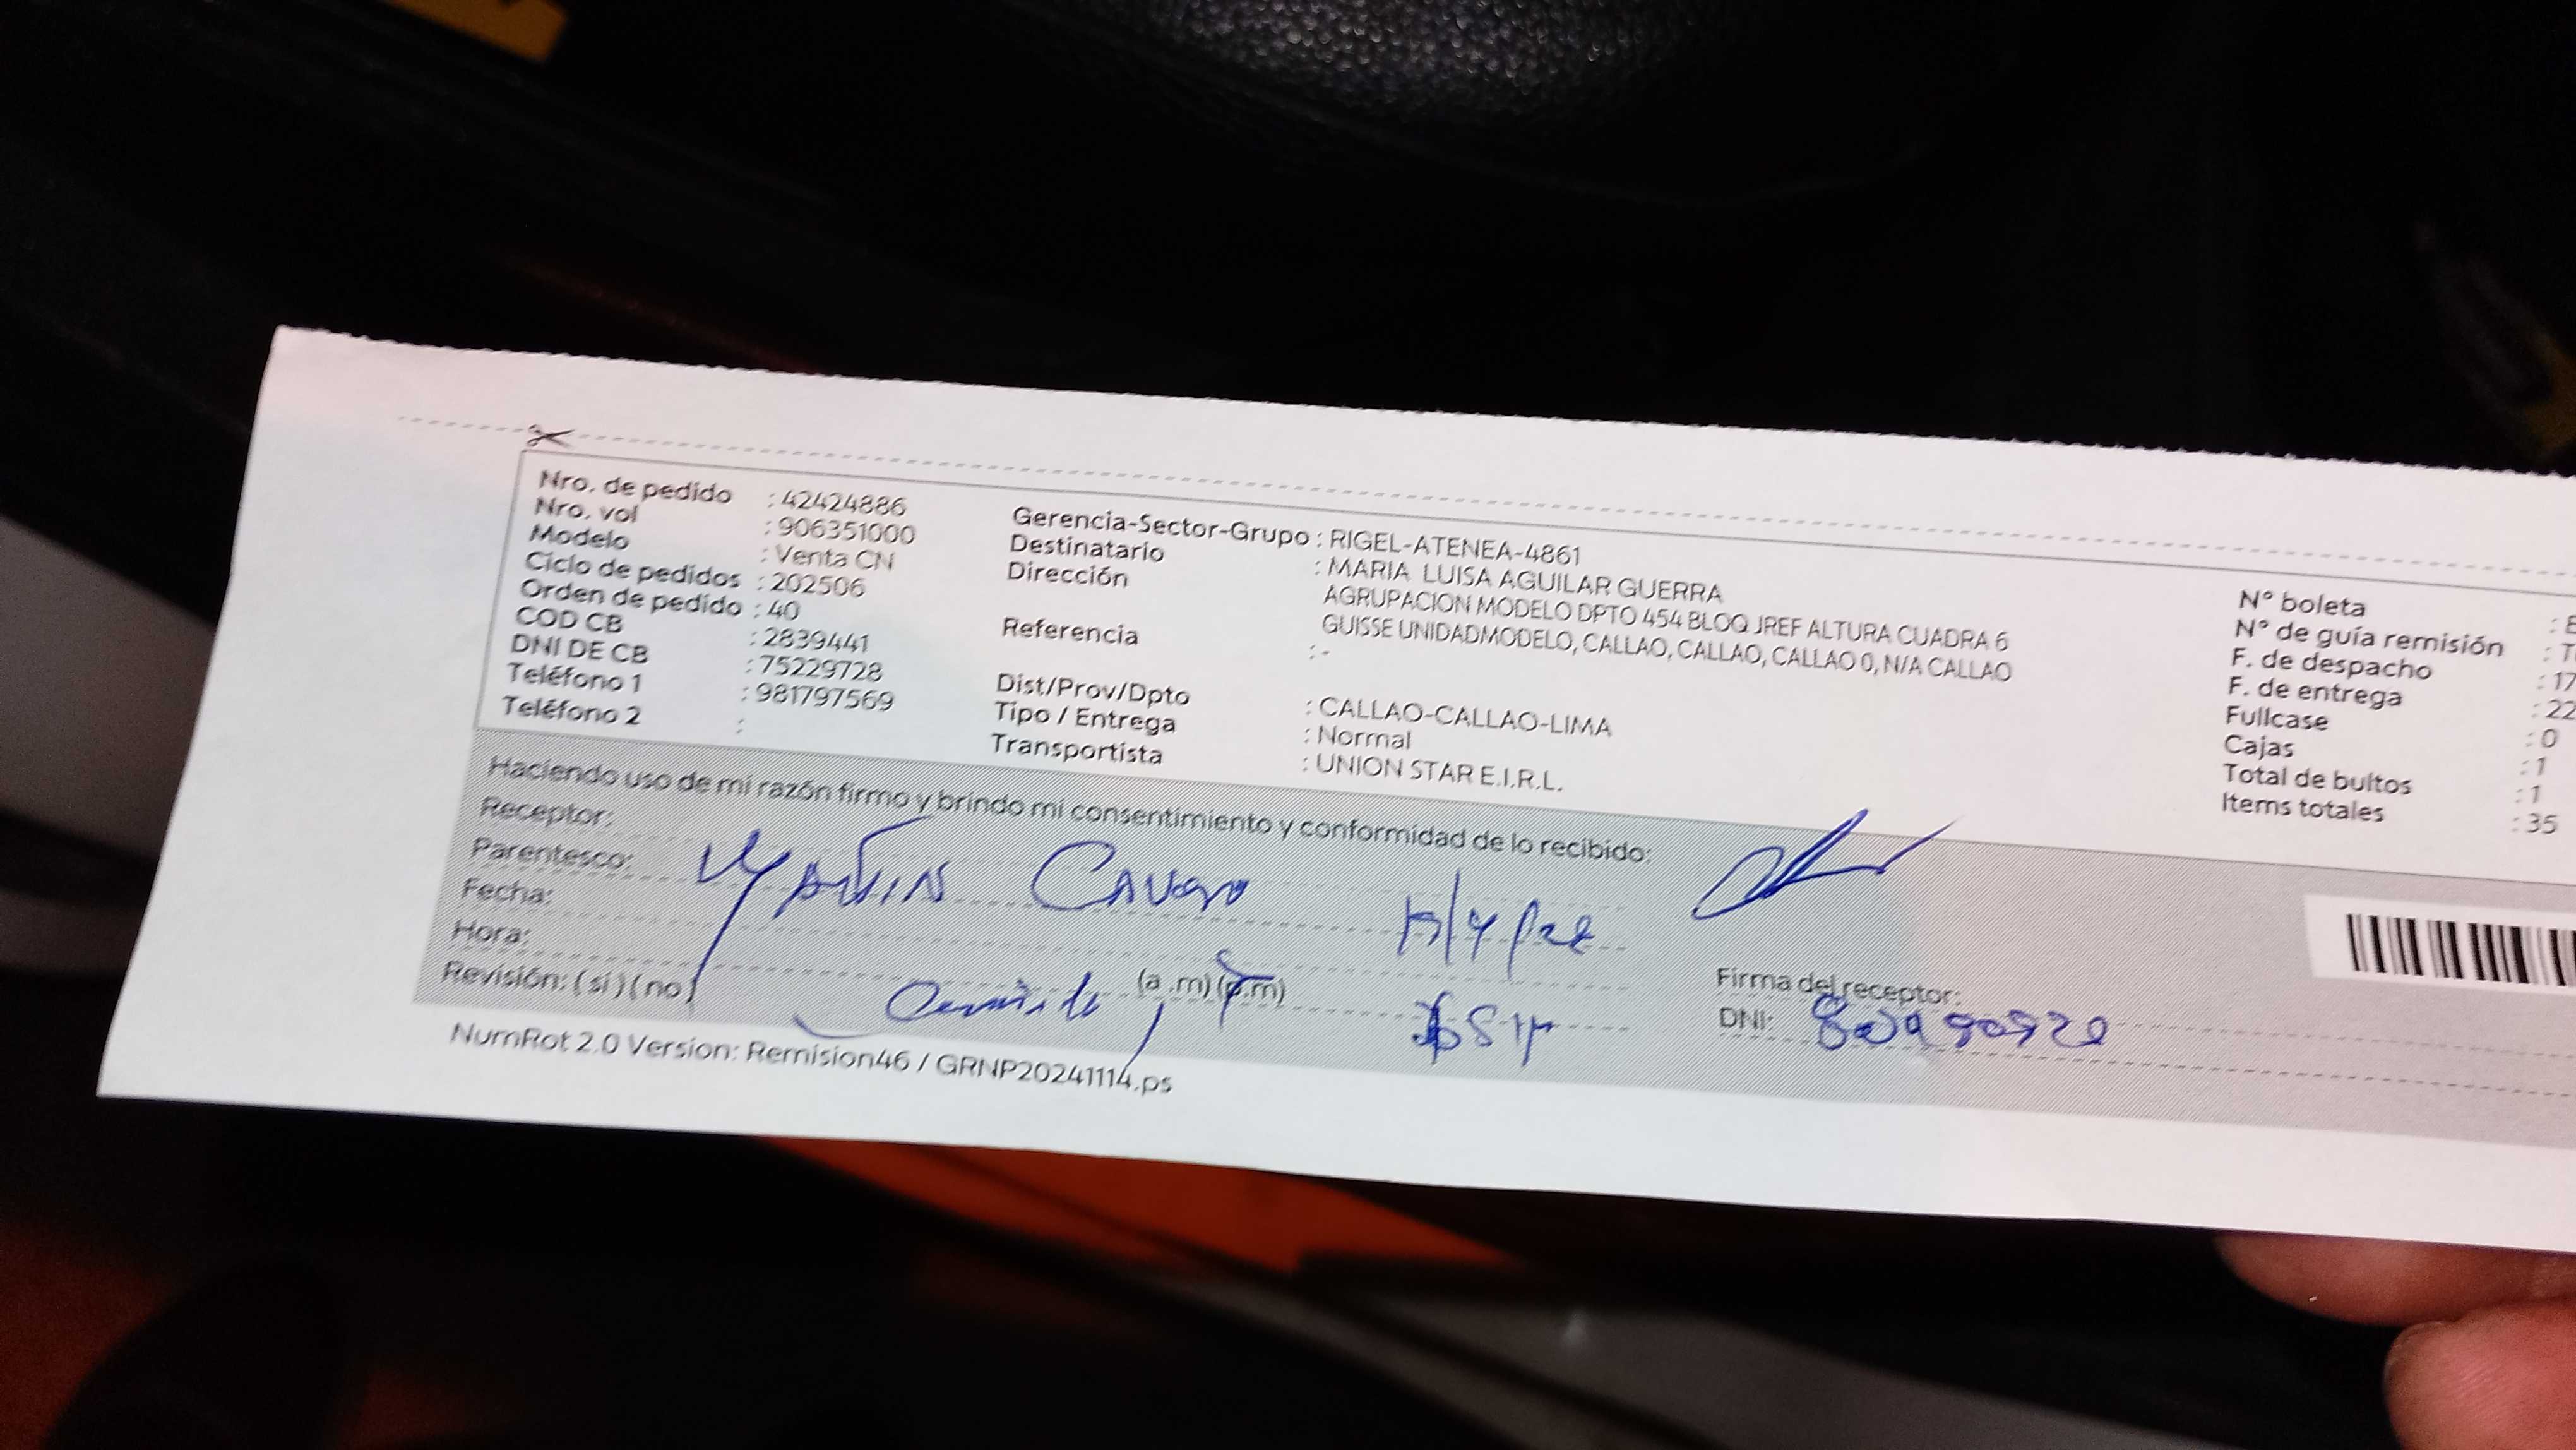 Nro. de pedido : 42424886
Nro. vol : 906351000
Modelo : Venta CN
Ciclo de pedidos : 202506
Orden de pedido : 40
COD CB : 2839441
DNI DE CB : 75229728
Teléfono 1 : 981797569
Teléfono 2 :
Gerencia-Sector-Grupo : RIGEL-ATENEA-4861
Destinatario : MARIA LUISA AGUILAR GUERRA
Dirección AGRUPACION MODELO DPTO 454 BLOQ JREF ALTURA CUADRA 6
GUISSE UNIDADMODELO, CALLAO, CALLAO, CALLAO 0, N/A CALLAO
Referencia : -
Dist/Prov/Dpto : CALLAO-CALLAO-LIMA
Tipo / Entrega : Normal
Transportista : UNION STAR E.I.R.L.
N° boleta :
N° de guía remisión : T
F. de despacho : 17
F. de entrega : 22
Fullcase : 0
Cajas : 1
Total de bultos : 1
Items totales : 35
Haciendo uso de mi razón firmo y brindo mi consentimiento y conformidad de lo recibido:
Receptor:
Parentesco:
Fecha:
Hora: (a .m) (p.m)
Revisión: ( si ) ( no )
Firma del receptor:
DNI:
NumRot 2.0 Version: Remision46 / GRNP20241114.ps